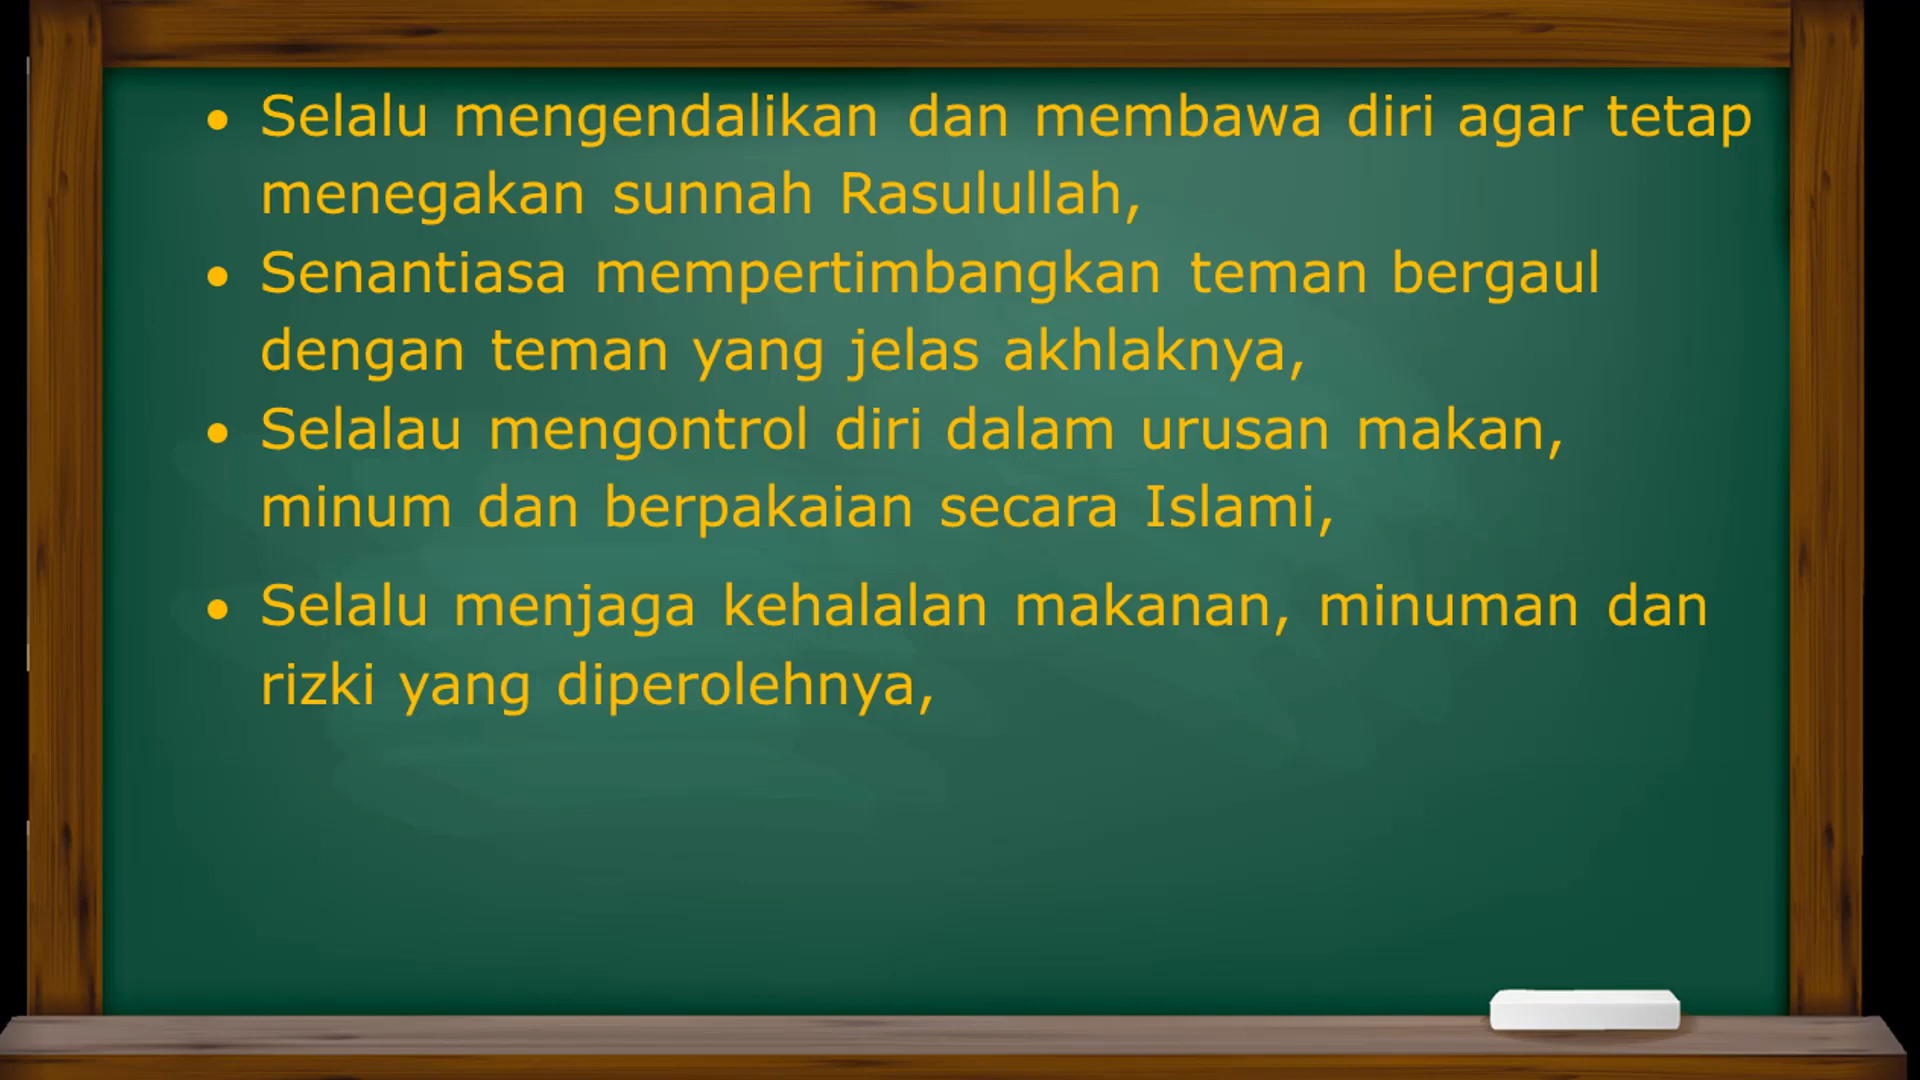 • Selalu mengendalikan dan membawa diri agar tetap
menegakan sunnah Rasulullah,
• Senantiasa mempertimbangkan teman bergaul
dengan teman yang jelas akhlaknya,
• Selalau mengontrol diri dalam urusan makan,
minum dan berpakaian secara Islami,
• Selalu menjaga kehalalan makanan, minuman dan
rizki yang diperolehnya,